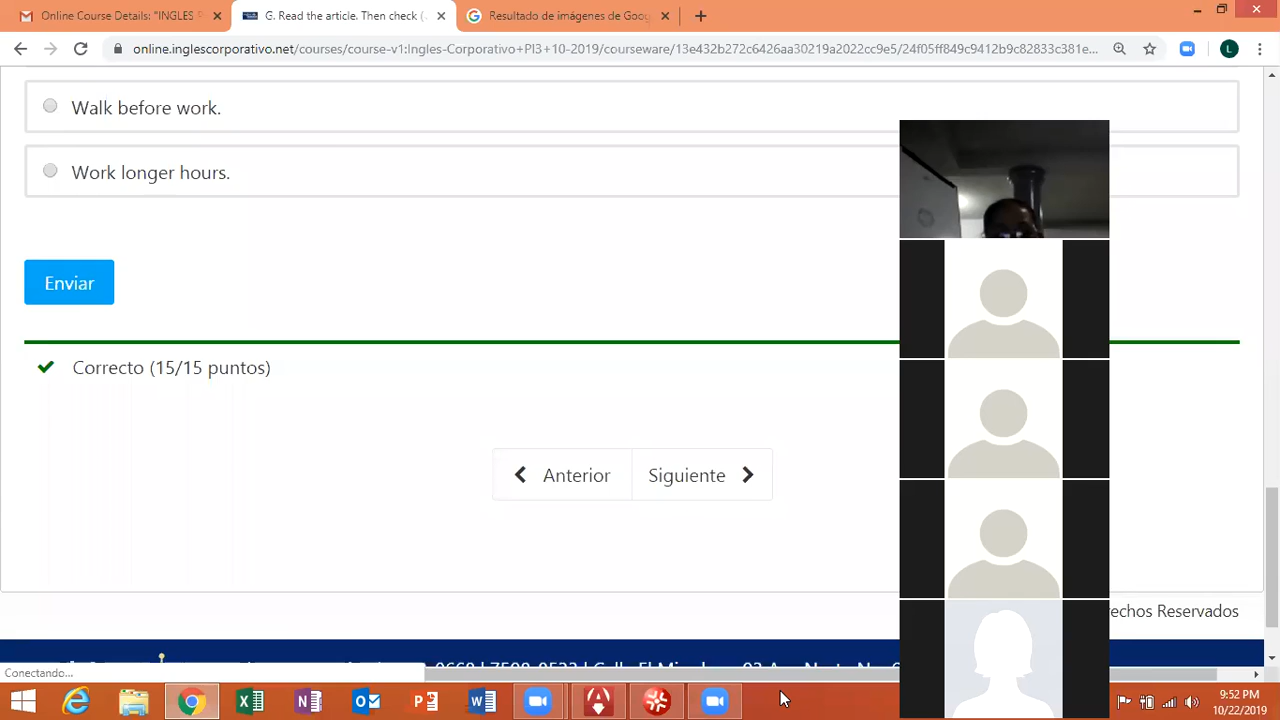 Online Course Details: "INGLES
G. Read the article. Then check (
Resultado de imágenes de Goog
online.inglescorporativo.net/courses/course-v1:Ingles-Corporativo+PI3+10-2019/courseware/13e432b272c6426aa30219a2022cc9e5/24f05ff849c9412b9c82833c381e...
L
Walk before work.
Work longer hours.
Enviar
Correcto (15/15 puntos)
Anterior
Siguiente
echos Reservados
Conectando...
9:52 PM
10/22/2019